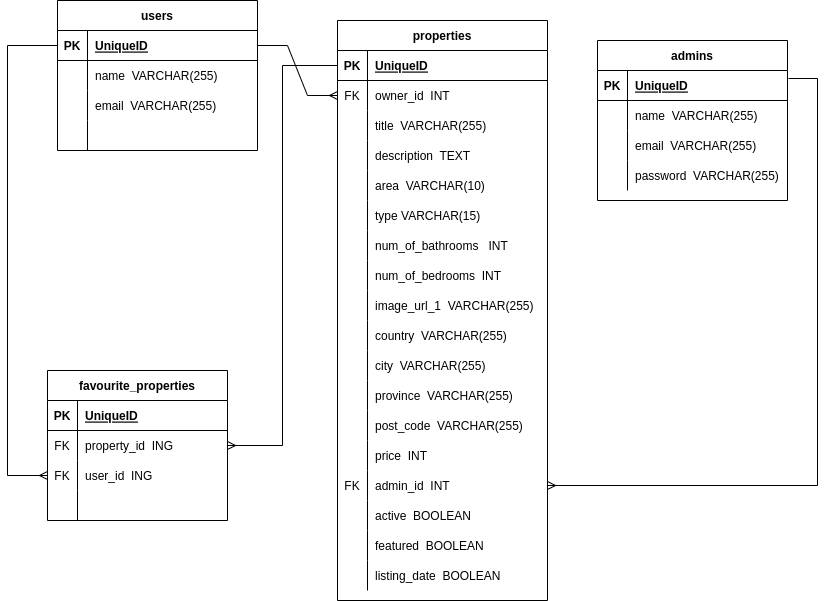 users
PK UniqueID
name VARCHAR(255)
email VARCHAR(255)
properties
PK UniqueID
FK owner_id INT
title VARCHAR(255)
description TEXT
area VARCHAR(10)
type VARCHAR(15)
num_of_bathrooms INT
num_of_bedrooms INT
image_url_1 VARCHAR(255)
country VARCHAR(255)
city VARCHAR(255)
province VARCHAR(255)
post_code VARCHAR(255)
price INT
FK admin_id INT
active BOOLEAN
featured BOOLEAN
listing_date BOOLEAN
admins
PK UniqueID
name VARCHAR(255)
email VARCHAR(255)
password VARCHAR(255)
favourite_properties
PK UniqueID
FK property_id ING
FK user_id ING